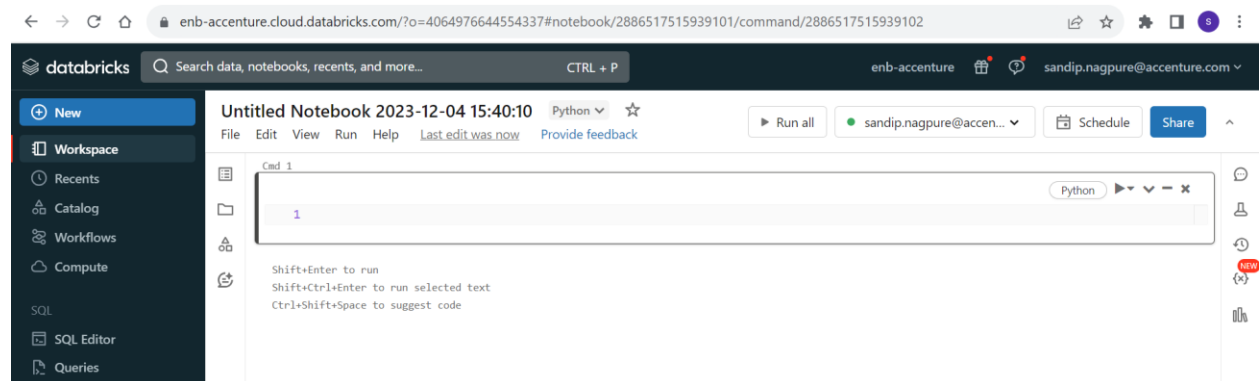 enb-accenture.cloud.databricks.com/?o=4064976644554337#notebook/2886517515939101/command/2886517515939102
S
databricks
Search data, notebooks, recents, and more... CTRL + P
enb-accenture
sandip.nagpure@accenture.com
New
Workspace
Recents
Catalog
Workflows
Compute
SQL
SQL Editor
Queries
Untitled Notebook 2023-12-04 15:40:10 Python
File Edit View Run Help Last edit was now Provide feedback
Run all sandip.nagpure@accen... Schedule Share
Cmd 1
Python
1
Shift+Enter to run
Shift+Ctrl+Enter to run selected text
Ctrl+Shift+Space to suggest code
NEW
{x}